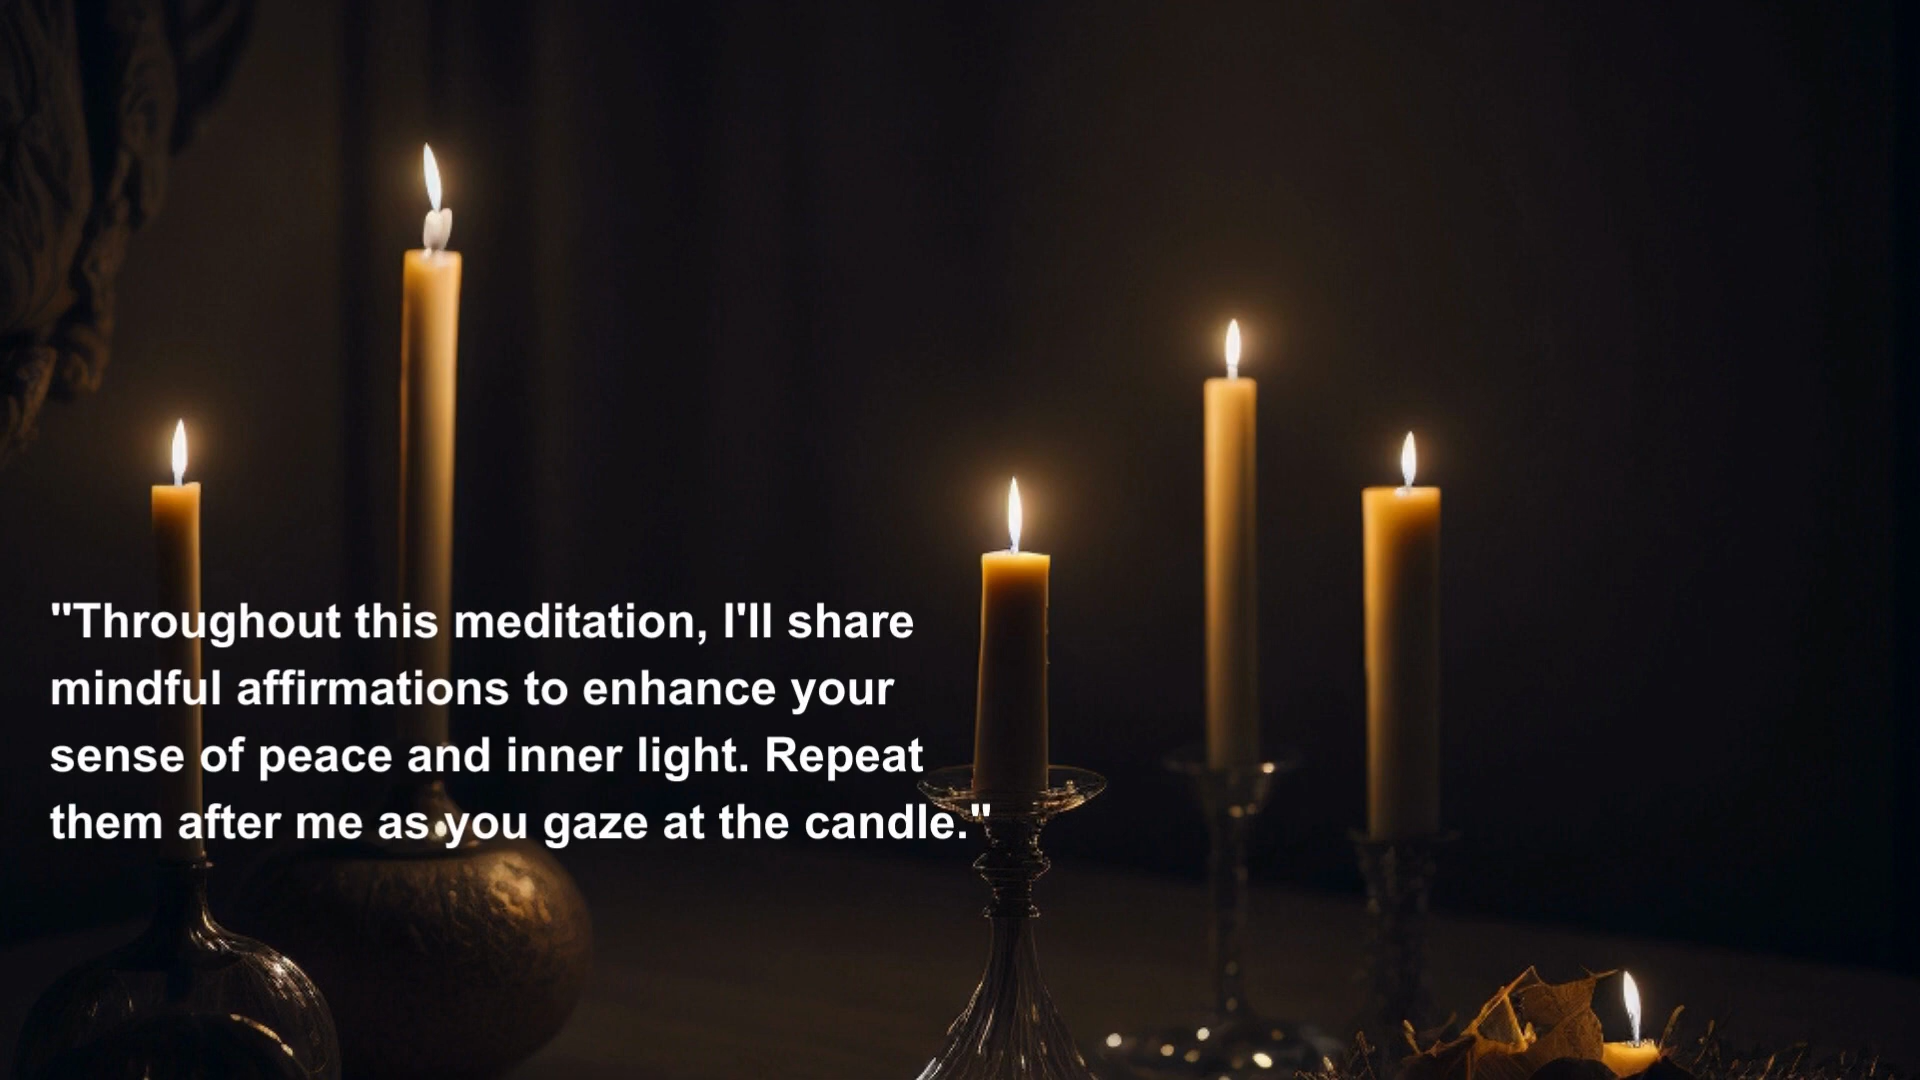 "Throughout this meditation, I'll share
mindful affirmations to enhance your
sense of peace and inner light. Repeat
them after me as you gaze at the candle."